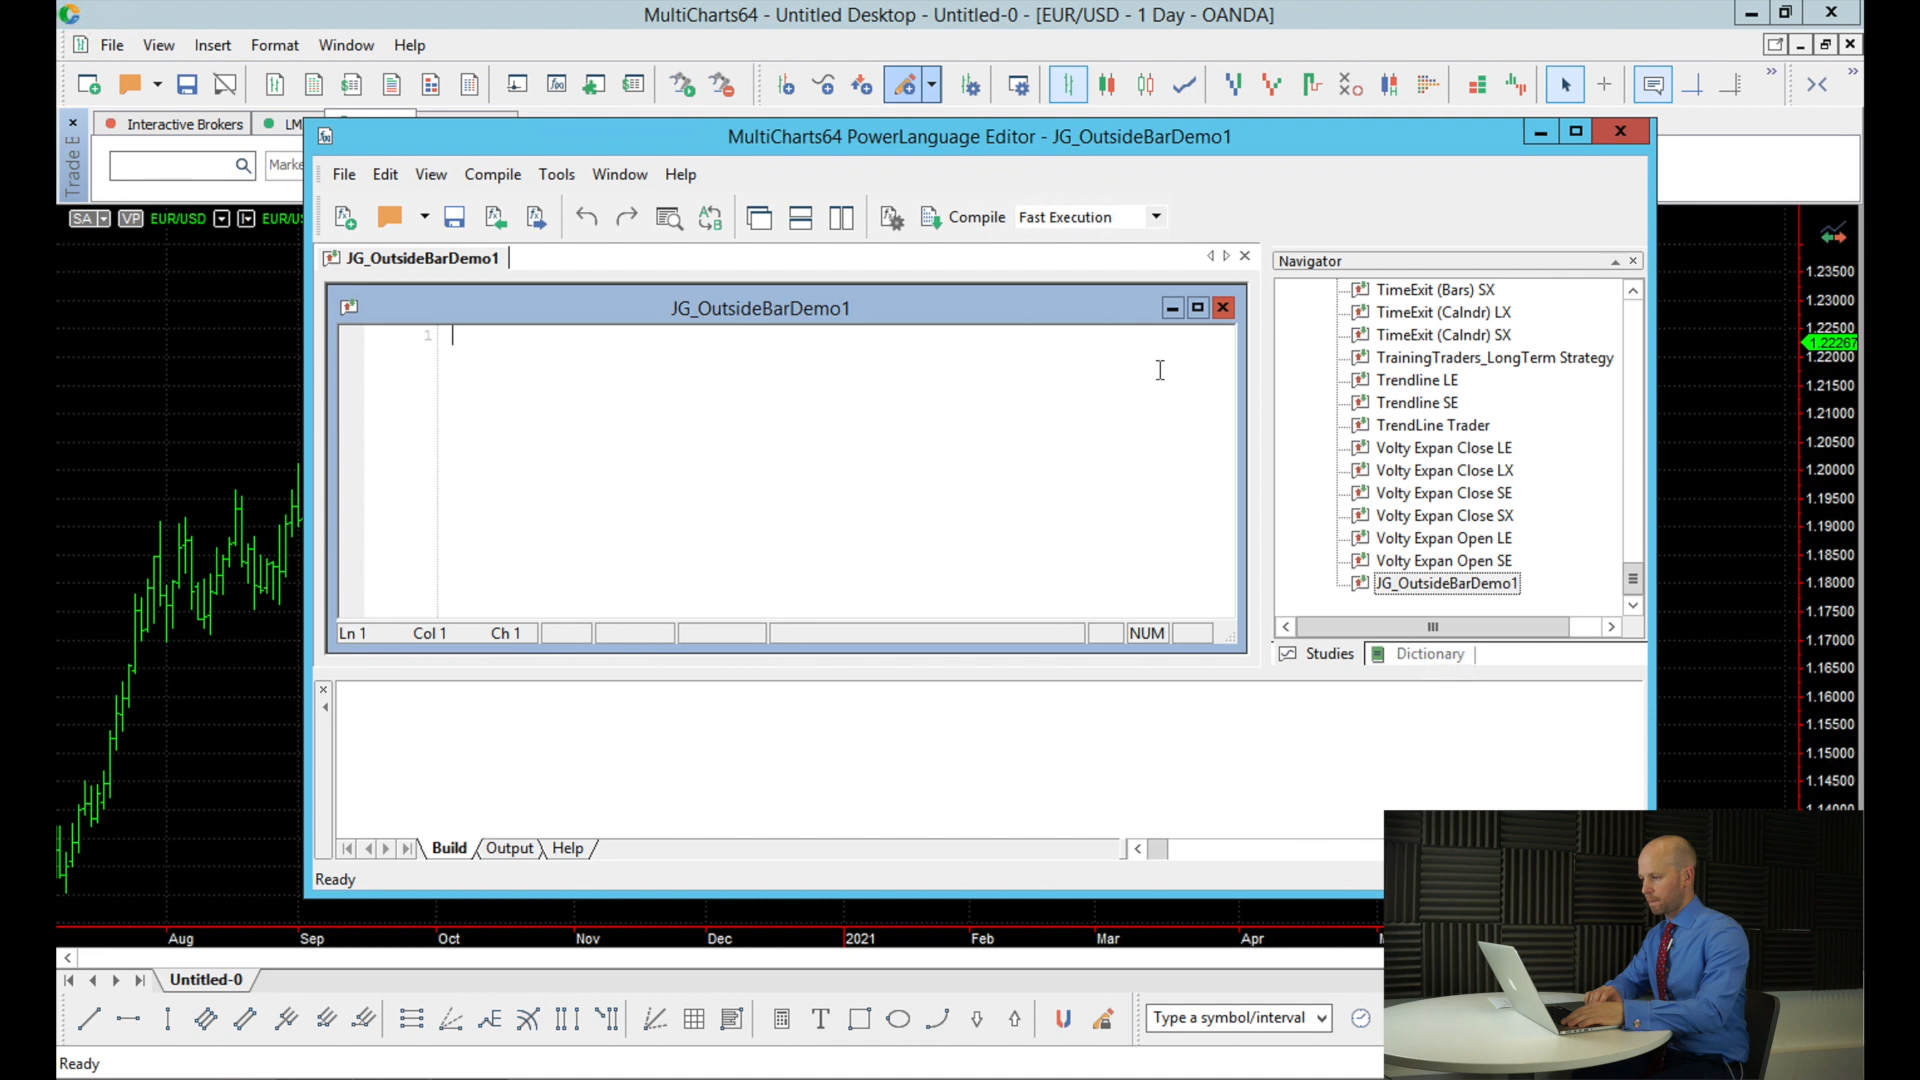 MultiCharts64 - Untitled Desktop - Untitled-0 - [EUR/USD - 1 Day - OANDA]
File View Insert Format Window Help
Trade E
Interactive Brokers
LM
Marke
MultiCharts64 PowerLanguage Editor - JG_OutsideBarDemo1
File Edit View Compile Tools Window Help
Compile Fast Execution
SA VP EUR/USD EUR/US
JG_OutsideBarDemo1
JG_OutsideBarDemo1
1
Ln 1 Col 1 Ch 1 NUM
Navigator
TimeExit (Bars) SX
TimeExit (Calndr) LX
TimeExit (Calndr) SX
TrainingTraders_LongTerm Strategy
Trendline LE
Trendline SE
TrendLine Trader
Volty Expan Close LE
Volty Expan Close LX
Volty Expan Close SE
Volty Expan Close SX
Volty Expan Open LE
Volty Expan Open SE
JG_OutsideBarDemo1
Studies Dictionary
Build Output Help
Ready
1.23500
1.23000
1.22500
1.22267
1.22000
1.21500
1.21000
1.20500
1.20000
1.19500
1.19000
1.18500
1.18000
1.17500
1.17000
1.16500
1.16000
1.15500
1.15000
1.14500
1.14000
Aug Sep Oct Nov Dec 2021 Feb Mar Apr
Untitled-0
Type a symbol/interval
Ready